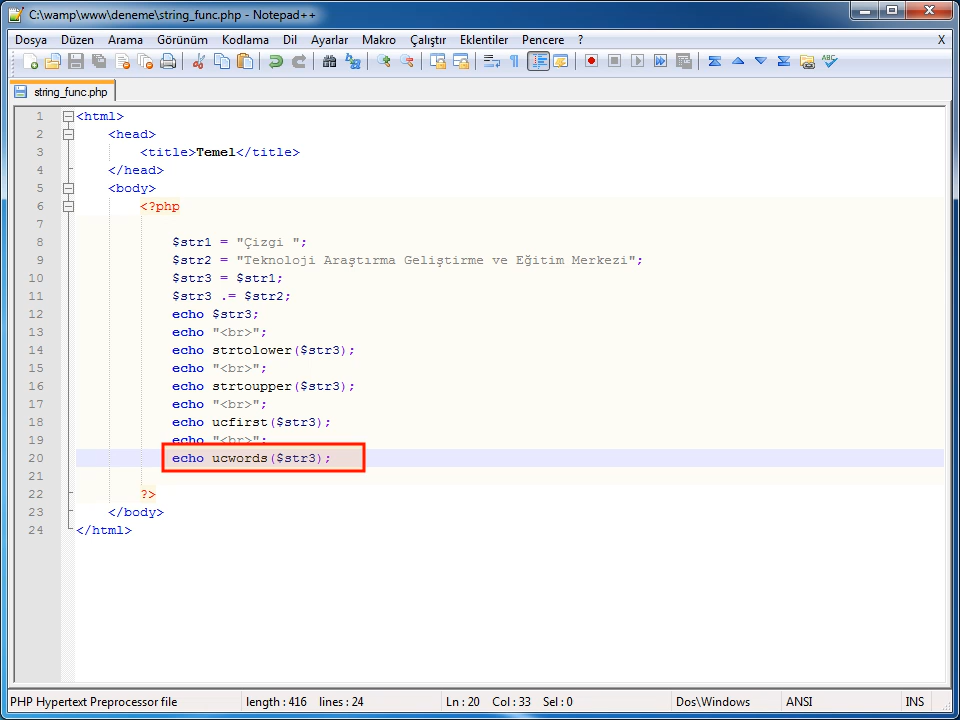 C:\wamp\www\deneme\string_func.php - Notepad++
Dosya Düzen Arama Görünüm Kodlama Dil Ayarlar Makro Çalıştır Eklentiler Pencere ? X
string_func.php
1 <html>
2 <head>
3 <title>Temel</title>
4 </head>
5 <body>
6 <?php
7
8 $str1 = "Çizgi ";
9 $str2 = "Teknoloji Araştırma Geliştirme ve Eğitim Merkezi";
10 $str3 = $str1;
11 $str3 .= $str2;
12 echo $str3;
13 echo "<br>";
14 echo strtolower($str3);
15 echo "<br>";
16 echo strtoupper($str3);
17 echo "<br>";
18 echo ucfirst($str3);
19 echo "<br>";
20 echo ucwords($str3);
21
22 ?>
23 </body>
24 </html>
PHP Hypertext Preprocessor file length : 416 lines : 24 Ln : 20 Col : 33 Sel : 0 Dos\Windows ANSI INS